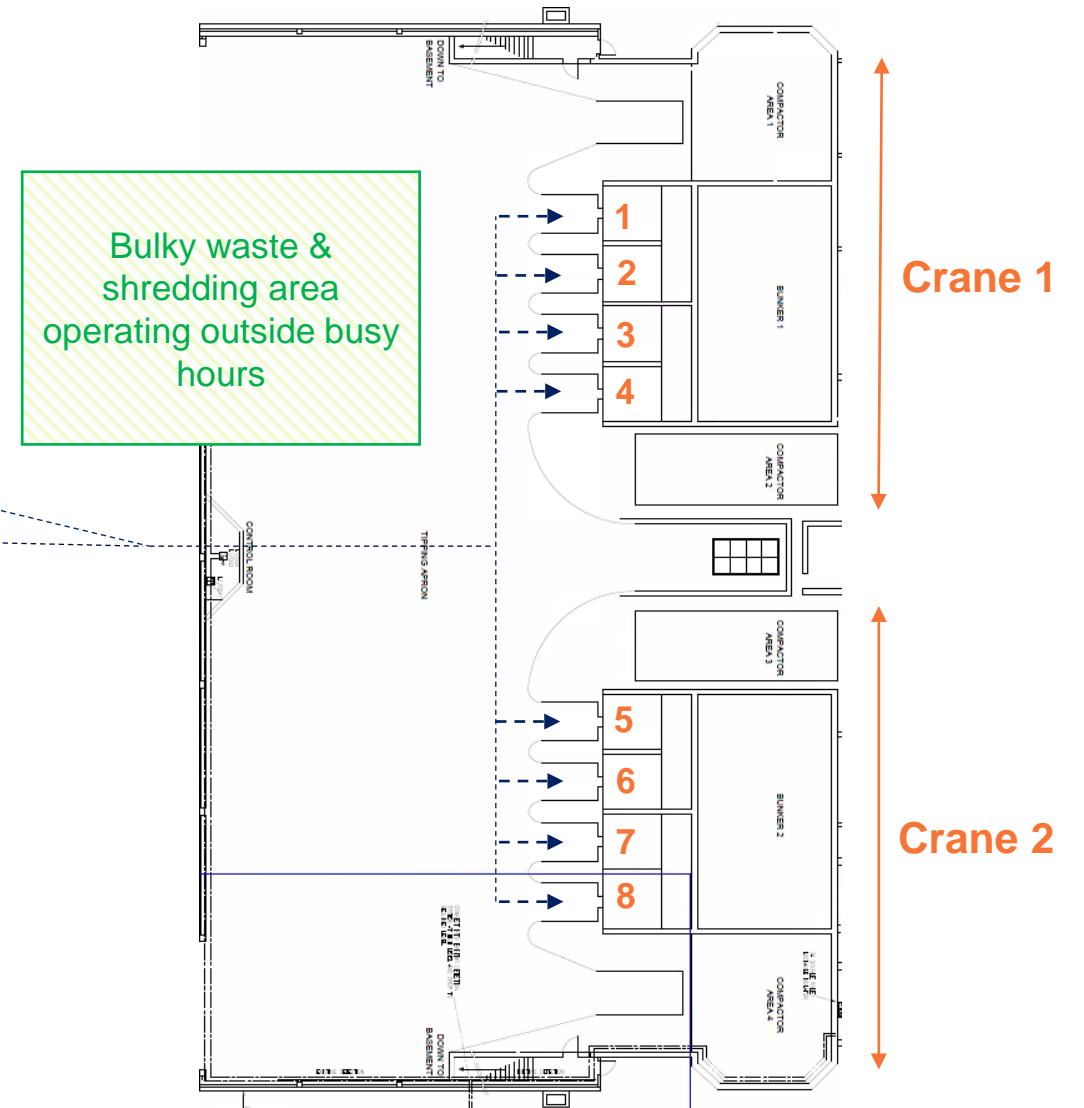 DOWN TO
BASEMENT
COMPACTOR
AREA 1
Bulky waste &
shredding area
operating outside busy
hours
1
2
3
4
BUNKER 1
Crane 1
COMPACTOR
AREA 2
CONTROL ROOM
TIPPING APRON
COMPACTOR
AREA 3
5
6
7
8
BUNKER 2
Crane 2
COMPACTOR
AREA 4
DOWN TO
BASEMENT